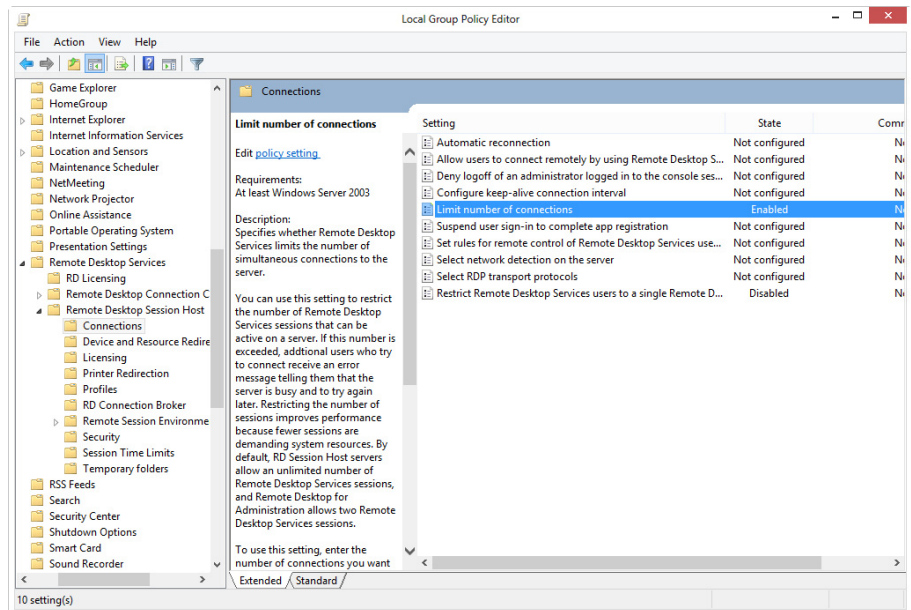 Local Group Policy Editor
File Action View Help
Game Explorer
HomeGroup
Internet Explorer
Internet Information Services
Location and Sensors
Maintenance Scheduler
NetMeeting
Network Projector
Online Assistance
Portable Operating System
Presentation Settings
Remote Desktop Services
RD Licensing
Remote Desktop Connection C
Remote Desktop Session Host
Connections
Device and Resource Redire
Licensing
Printer Redirection
Profiles
RD Connection Broker
Remote Session Environme
Security
Session Time Limits
Temporary folders
RSS Feeds
Search
Security Center
Shutdown Options
Smart Card
Sound Recorder
Connections
Limit number of connections
Edit policy setting
Requirements:
At least Windows Server 2003
Description:
Specifies whether Remote Desktop
Services limits the number of
simultaneous connections to the
server.
You can use this setting to restrict
the number of Remote Desktop
Services sessions that can be
active on a server. If this number is
exceeded, addtional users who try
to connect receive an error
message telling them that the
server is busy and to try again
later. Restricting the number of
sessions improves performance
because fewer sessions are
demanding system resources. By
default, RD Session Host servers
allow an unlimited number of
Remote Desktop Services sessions,
and Remote Desktop for
Administration allows two Remote
Desktop Services sessions.
To use this setting, enter the
number of connections you want
Setting State Comr
Automatic reconnection Not configured N
Allow users to connect remotely by using Remote Desktop S... Not configured N
Deny logoff of an administrator logged in to the console ses... Not configured N
Configure keep-alive connection interval Not configured N
Limit number of connections Enabled N
Suspend user sign-in to complete app registration Not configured N
Set rules for remote control of Remote Desktop Services use... Not configured N
Select network detection on the server Not configured N
Select RDP transport protocols Not configured N
Restrict Remote Desktop Services users to a single Remote D... Disabled N
Extended Standard
10 setting(s)